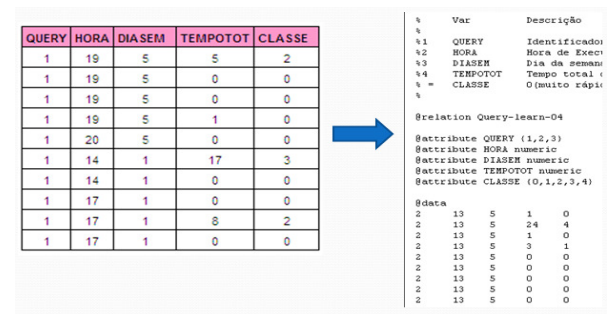 QUERY HORA DIASEM TEMPOTOT CLASSE
1 19 5 5 2
1 19 5 0 0
1 19 5 0 0
1 19 5 1 0
1 20 5 0 0
1 14 1 17 3
1 14 1 0 0
1 17 1 0 0
1 17 1 8 2
1 17 1 0 0
% Var Descrição
%
%1 QUERY Identificador
%2 HORA Hora de Execu
%3 DIASEM Dia da semana
%4 TEMPOTOT Tempo total
% = CLASSE 0(muito rápic
%
@relation Query-learn-04
@attribute QUERY {1,2,3}
@attribute HORA numeric
@attribute DIASEM numeric
@attribute TEMPOTOT numeric
@attribute CLASSE {0,1,2,3,4}
@data
2 13 5 1 0
2 13 5 24 4
2 13 5 1 0
2 13 5 3 1
2 13 5 0 0
2 13 5 0 0
2 13 5 0 0
2 13 5 0 0
2 13 5 0 0